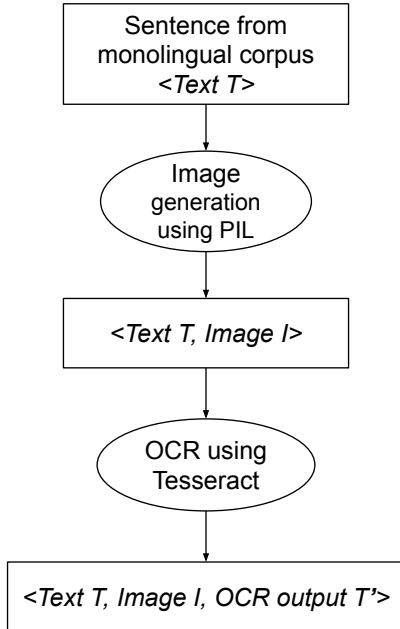 Sentence from
monolingual corpus
<Text T>
Image
generation
using PIL
<Text T, Image I>
OCR using
Tesseract
<Text T, Image I, OCR output T'>